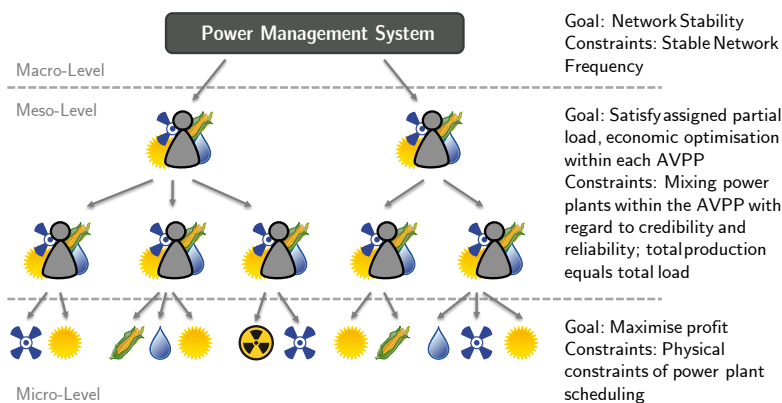 Power Management System
Goal: Network Stability
Constraints: Stable Network
Frequency
Macro-Level
Meso-Level
Goal: Satisfy assigned partial
load, economic optimisation
within each AVPP
Constraints: Mixing power
plants within the AVPP with
regard to credibility and
reliability; total production
equals total load
Goal: Maximise profit
Constraints: Physical
constraints of power plant
scheduling
Micro-Level